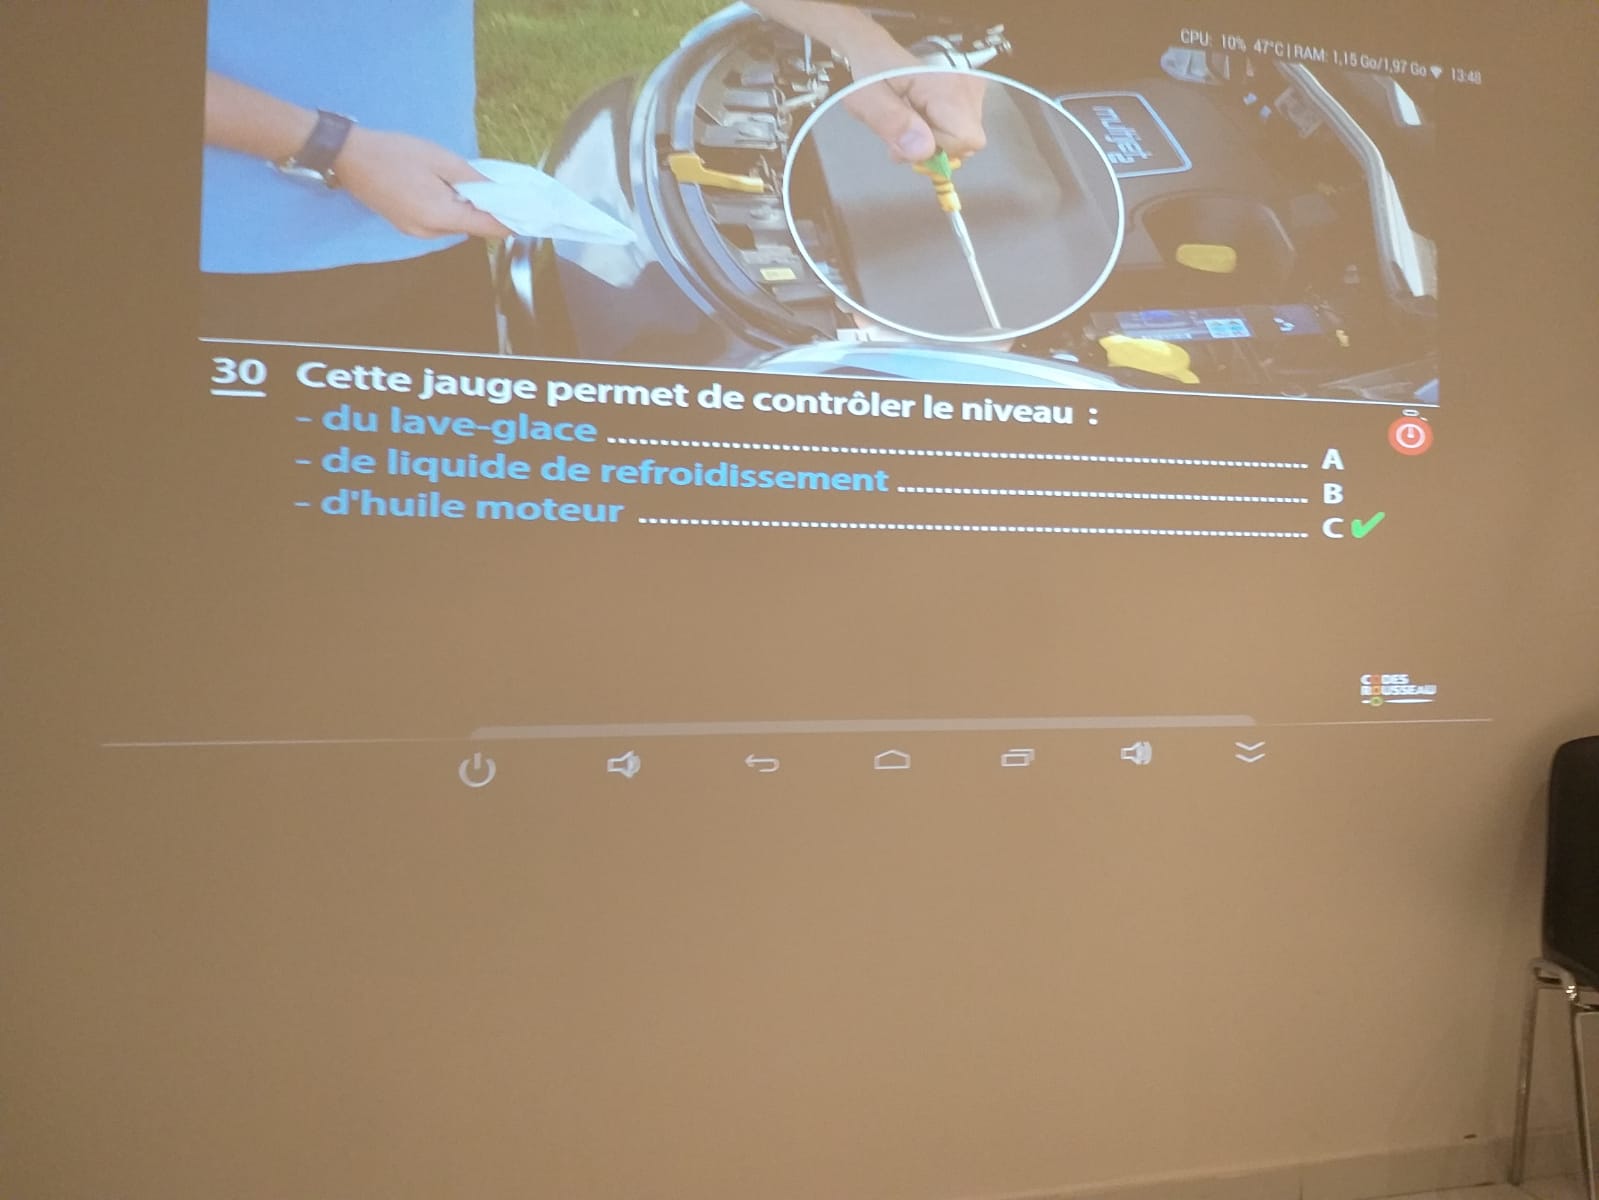 CPU: 10% 47°C | RAM: 1,15 Go/1,97 Go 13:48
multijet
30 Cette jauge permet de contrôler le niveau :
- du lave-glace ........ A
- de liquide de refroidissement ........ B
- d'huile moteur ........ C ✔
CODES
ROUSSEAU